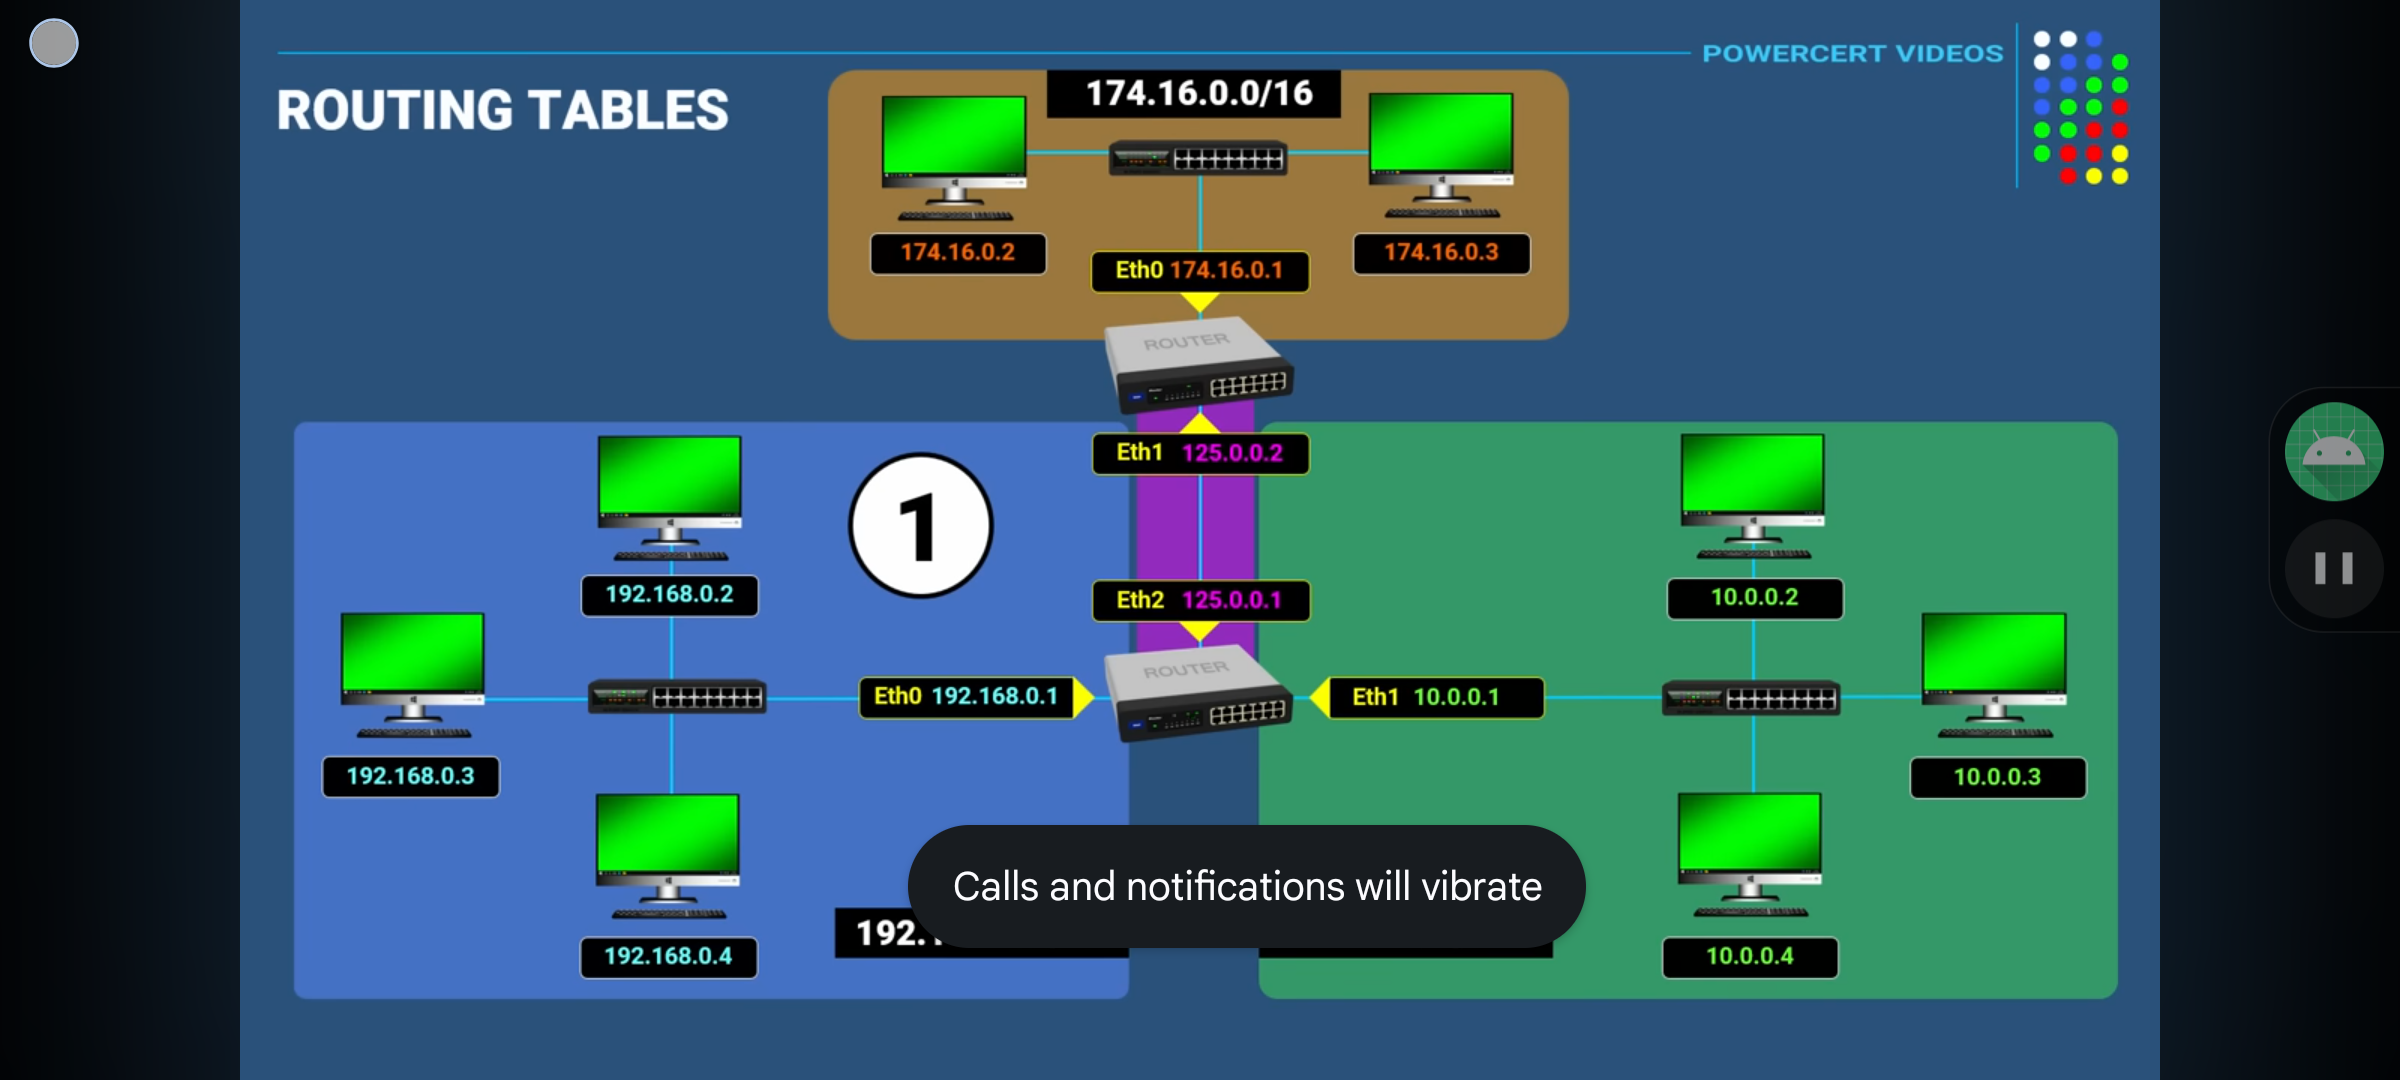 POWERCERT VIDEOS
ROUTING TABLES
174.16.0.0/16
174.16.0.2
Eth0 174.16.0.1
174.16.0.3
ROUTER
Eth1 125.0.0.2
1
192.168.0.2
Eth2 125.0.0.1
10.0.0.2
ROUTER
Eth0 192.168.0.1
Eth1 10.0.0.1
192.168.0.3
10.0.0.3
Calls and notifications will vibrate
192.
192.168.0.4
10.0.0.4